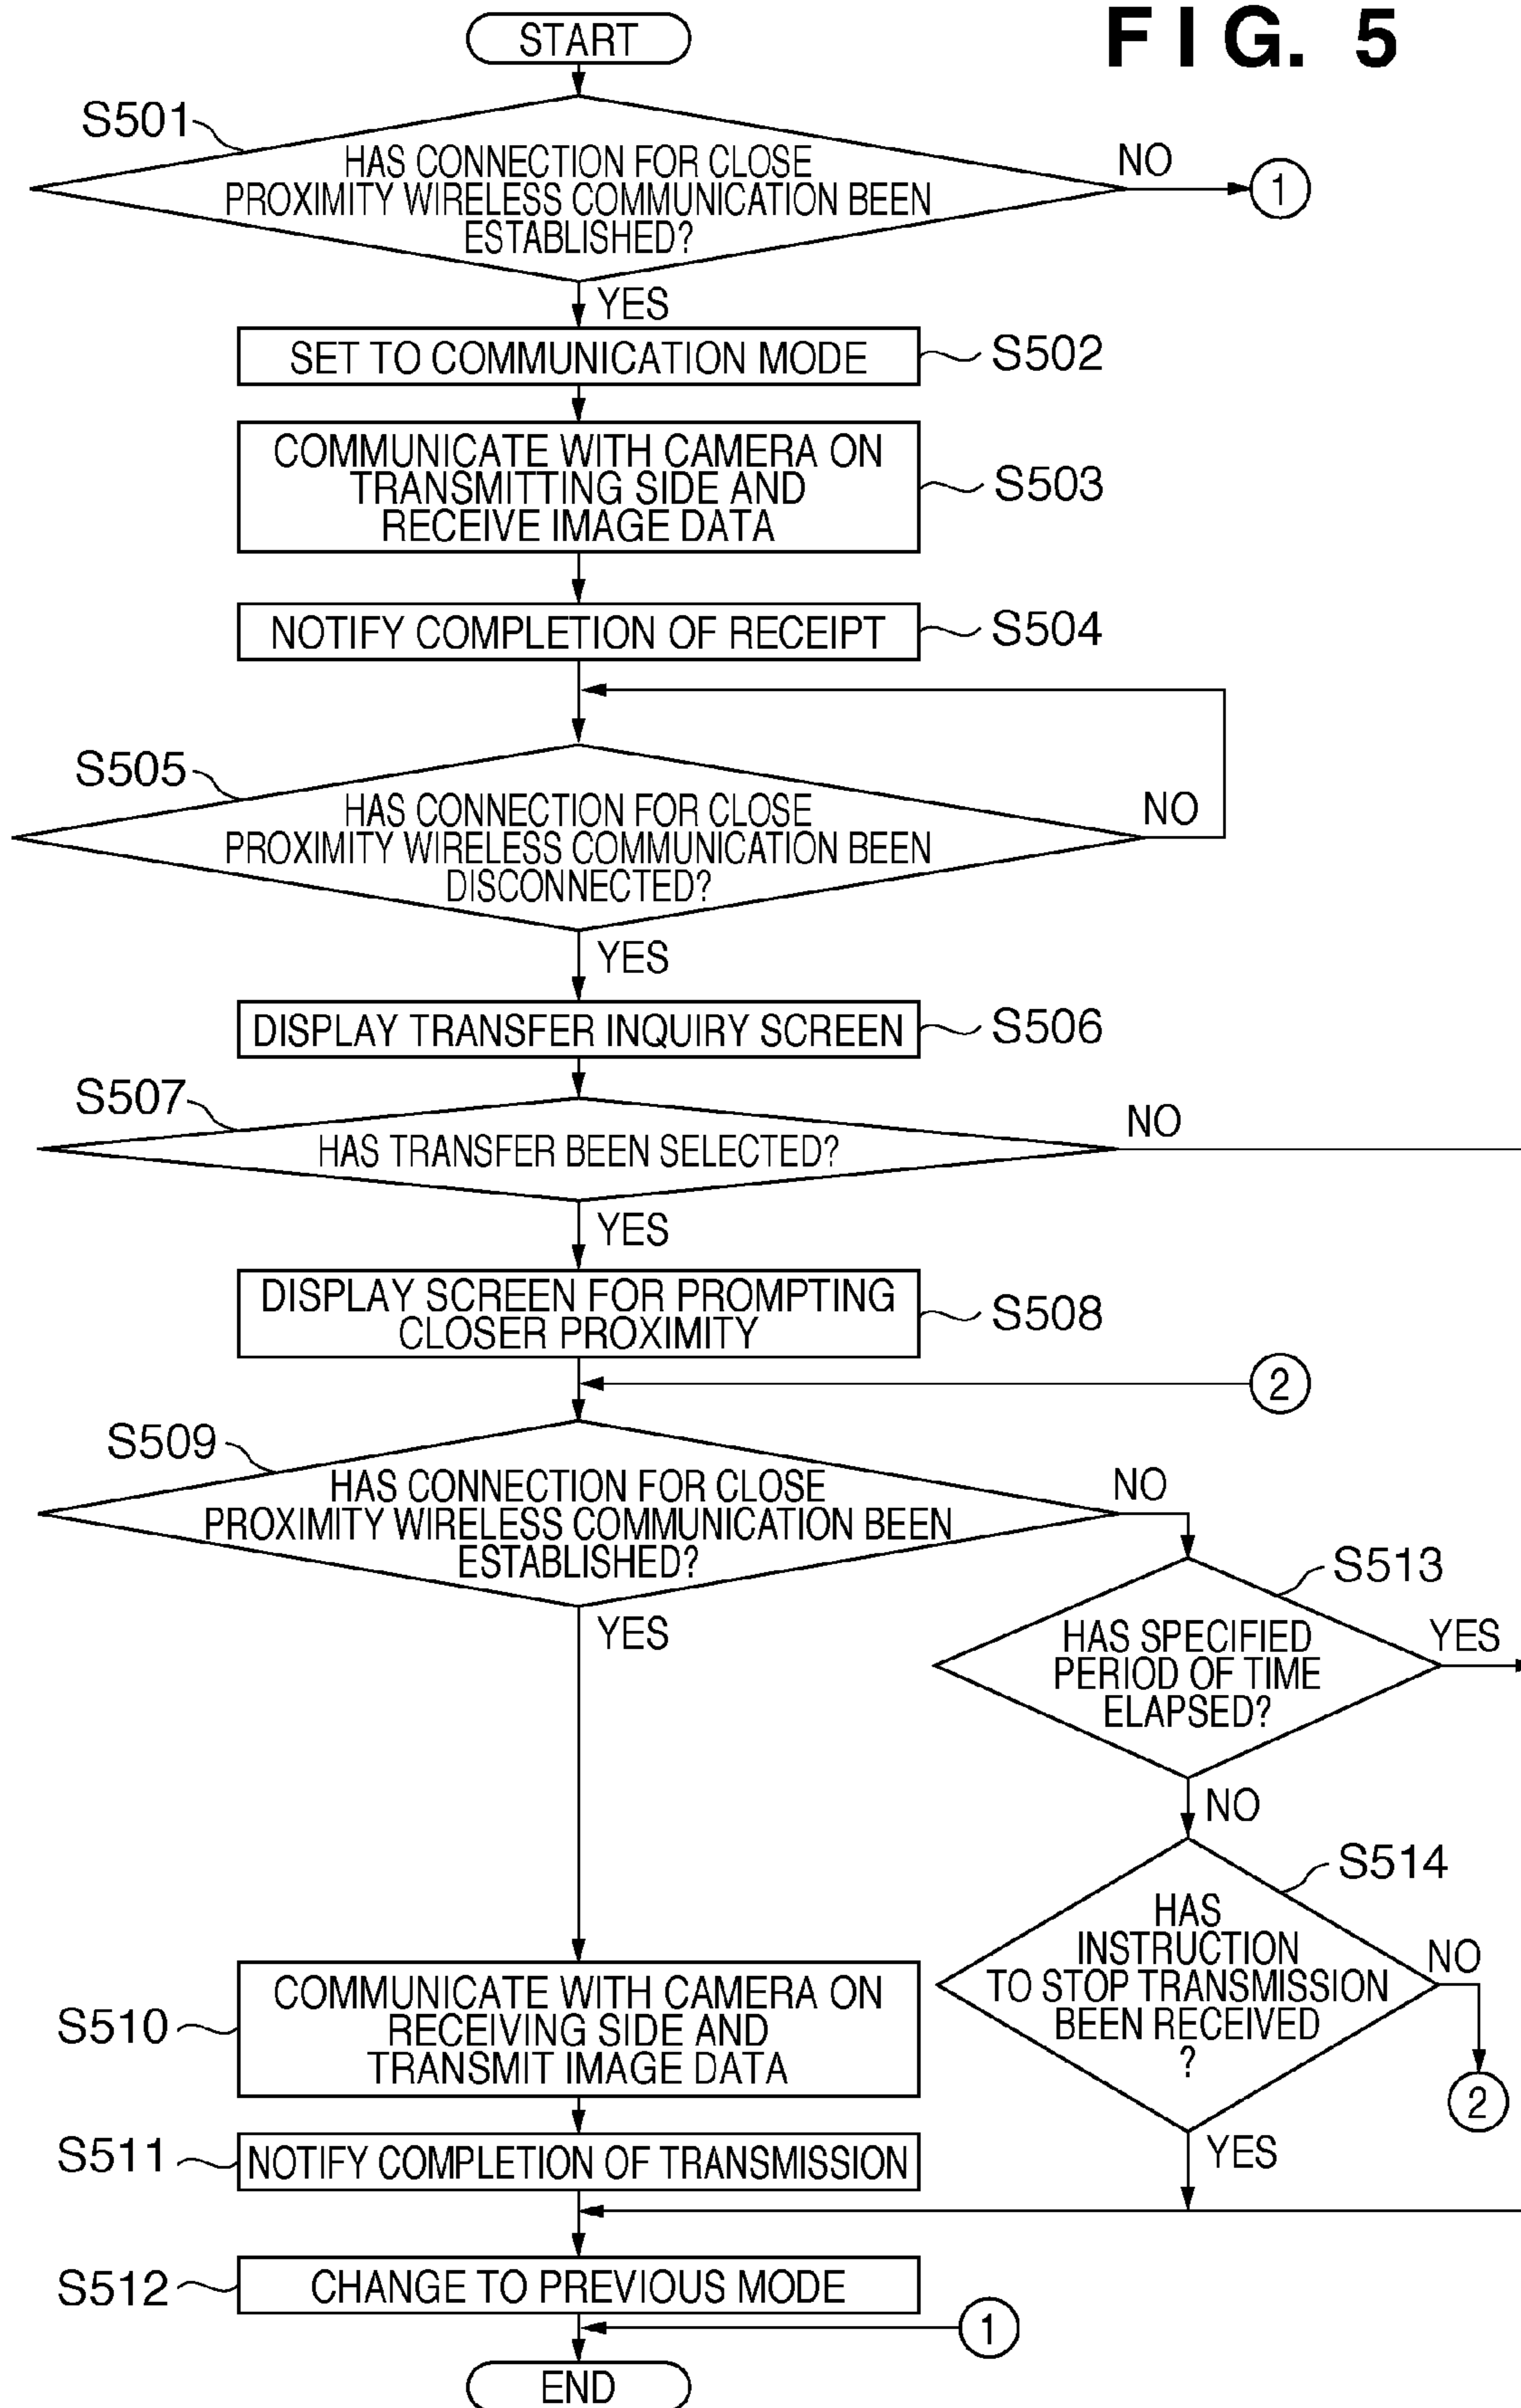 FIG. 5
START
S501
HAS CONNECTION FOR CLOSE
PROXIMITY WIRELESS COMMUNICATION BEEN
ESTABLISHED?
NO
1
YES
SET TO COMMUNICATION MODE
S502
COMMUNICATE WITH CAMERA ON
TRANSMITTING SIDE AND
RECEIVE IMAGE DATA
S503
NOTIFY COMPLETION OF RECEIPT
S504
S505
HAS CONNECTION FOR CLOSE
PROXIMITY WIRELESS COMMUNICATION BEEN
DISCONNECTED?
NO
YES
DISPLAY TRANSFER INQUIRY SCREEN
S506
S507
HAS TRANSFER BEEN SELECTED?
NO
YES
DISPLAY SCREEN FOR PROMPTING
CLOSER PROXIMITY
S508
2
S509
HAS CONNECTION FOR CLOSE
PROXIMITY WIRELESS COMMUNICATION BEEN
ESTABLISHED?
NO
YES
S513
HAS SPECIFIED
PERIOD OF TIME
ELAPSED?
YES
NO
S514
HAS
INSTRUCTION
TO STOP TRANSMISSION
BEEN RECEIVED
?
NO
2
YES
S510
COMMUNICATE WITH CAMERA ON
RECEIVING SIDE AND
TRANSMIT IMAGE DATA
S511
NOTIFY COMPLETION OF TRANSMISSION
S512
CHANGE TO PREVIOUS MODE
1
END